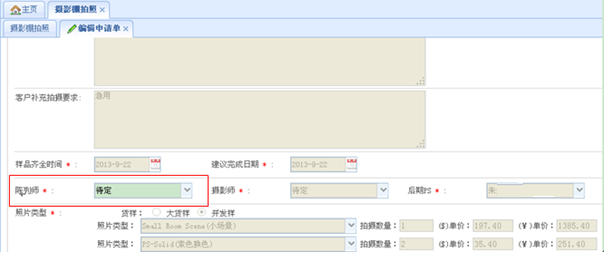 主页 摄影棚拍照
摄影棚拍照 编辑申请单
客户补充拍摄要求: 急用
样品齐全时间 * : 2013-9-22 建议完成日期 * : 2013-9-22
陈列师 * : 待定 摄影师 * : 待定 后期PS * : 朱
照片类型 * : 货样: 大货样 开发样
照片类型: Small Room Scene(小场景) 拍摄数量: 1 ($)单价: 197.40 (¥)单价: 1385.40
照片类型: PS-Solid(素色换色) 拍摄数量: 2 ($)单价: 35.40 (¥)单价: 251.40